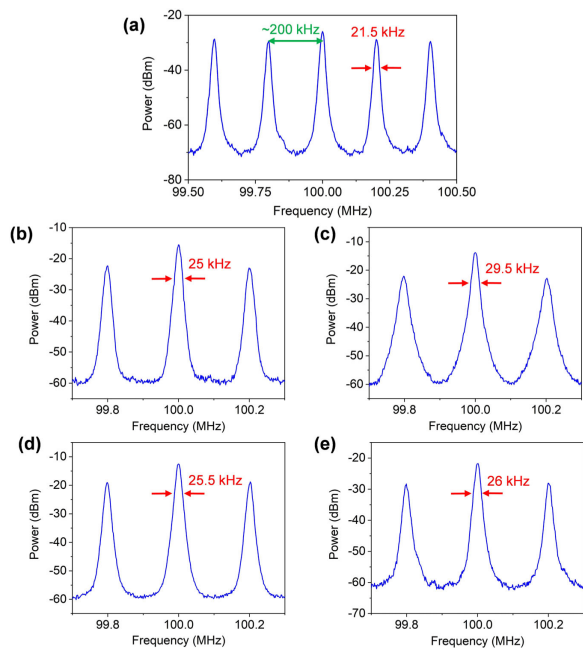 (a)
-20
-40
-60
-80
Power (dBm)
~200 kHz
21.5 kHz
99.50 99.75 100.00 100.25 100.50
Frequency (MHz)
(b)
-10
-20
-30
-40
-50
-60
Power (dBm)
25 kHz
99.8 100.0 100.2
Frequency (MHz)
(c)
-10
-20
-30
-40
-50
-60
Power (dBm)
29.5 kHz
99.8 100.0 100.2
Frequency (MHz)
(d)
-10
-20
-30
-40
-50
-60
Power (dBm)
25.5 kHz
99.8 100.0 100.2
Frequency (MHz)
(e)
-20
-30
-40
-50
-60
-70
Power (dBm)
26 kHz
99.8 100.0 100.2
Frequency (MHz)